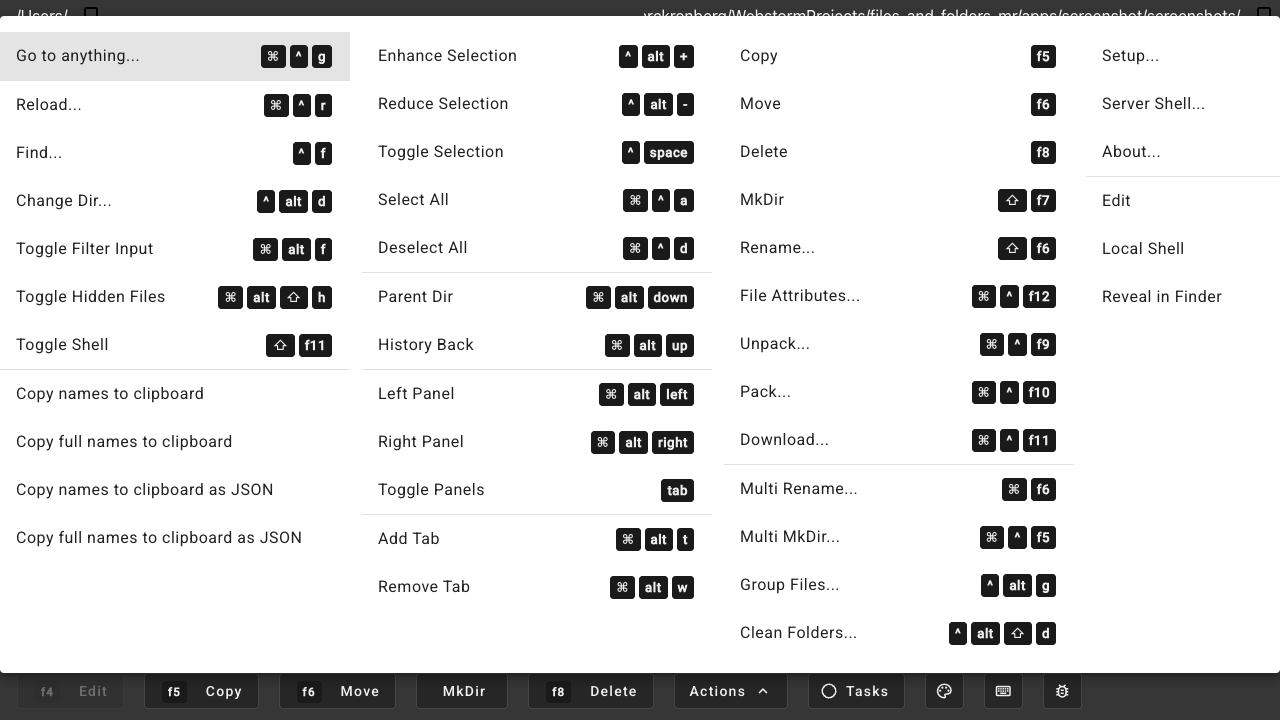 /Users/
rckronberg/WebstormProjects/files_and_folders_mr/apps/screenshot/screenshots/
Go to anything... ⌘ ^ g
Reload... ⌘ ^ r
Find... ^ f
Change Dir... ^ alt d
Toggle Filter Input ⌘ alt f
Toggle Hidden Files ⌘ alt ⇧ h
Toggle Shell ⇧ f11
Copy names to clipboard
Copy full names to clipboard
Copy names to clipboard as JSON
Copy full names to clipboard as JSON
Enhance Selection ^ alt +
Reduce Selection ^ alt -
Toggle Selection ^ space
Select All ⌘ ^ a
Deselect All ⌘ ^ d
Parent Dir ⌘ alt down
History Back ⌘ alt up
Left Panel ⌘ alt left
Right Panel ⌘ alt right
Toggle Panels tab
Add Tab ⌘ alt t
Remove Tab ⌘ alt w
Copy f5
Move f6
Delete f8
MkDir ⇧ f7
Rename... ⇧ f6
File Attributes... ⌘ ^ f12
Unpack... ⌘ ^ f9
Pack... ⌘ ^ f10
Download... ⌘ ^ f11
Multi Rename... ⌘ f6
Multi MkDir... ⌘ ^ f5
Group Files... ^ alt g
Clean Folders... ^ alt ⇧ d
Setup...
Server Shell...
About...
Edit
Local Shell
Reveal in Finder
f4 Edit f5 Copy f6 Move MkDir f8 Delete Actions Tasks